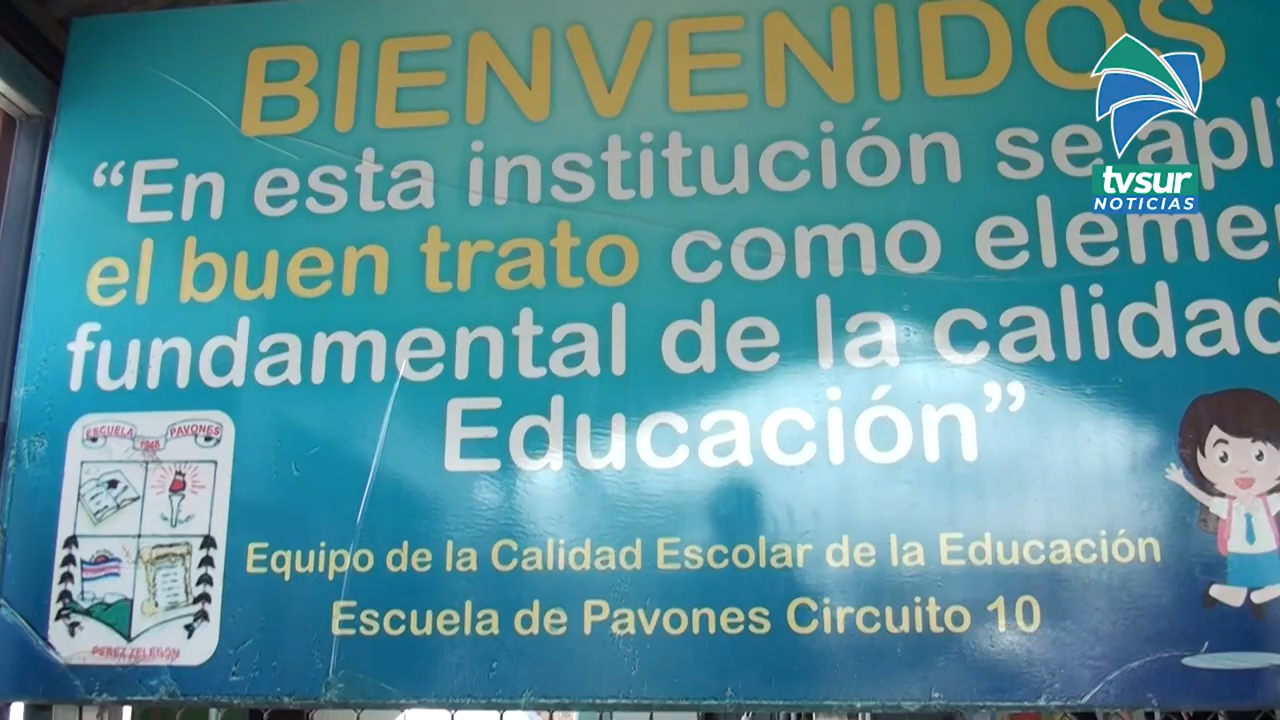 BIENVENIDOS
“En esta institución se apli
el buen trato como elemen
fundamental de la calidad
Educación”
Equipo de la Calidad Escolar de la Educación
Escuela de Pavones Circuito 10
ESCUELA PAVONES
1948
PEREZ ZELEDON
tvsur
NOTICIAS